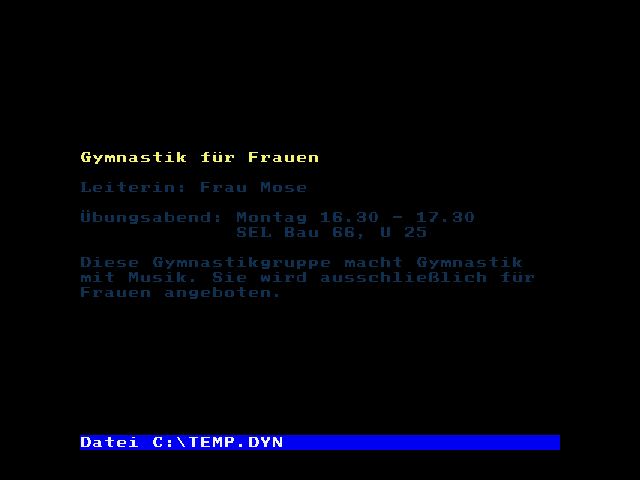 Gymnastik für Frauen
Leiterin: Frau Mose
Übungsabend: Montag 16.30 - 17.30
SEL Bau 66, U 25
Diese Gymnastikgruppe macht Gymnastik
mit Musik. Sie wird ausschließlich für
Frauen angeboten.
Datei C:\TEMP.DYN